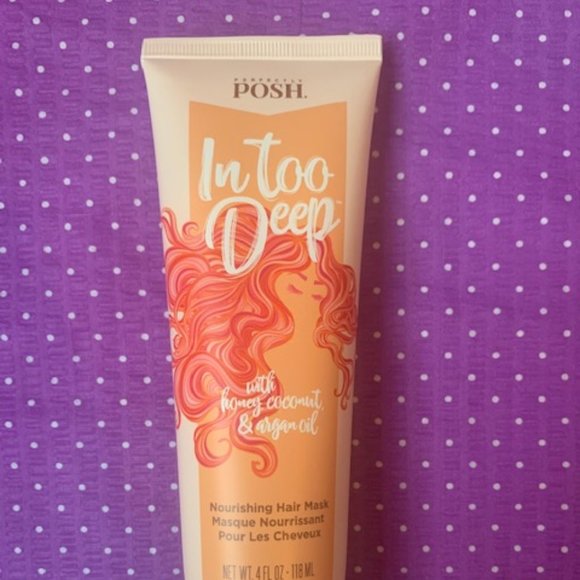 PERFECTLY
POSH.
In too
Deep™
with
honey, coconut,
& argan oil
Nourishing Hair Mask
Masque Nourrissant
Pour Les Cheveux
NET WT. 4 FL OZ - 118 ML